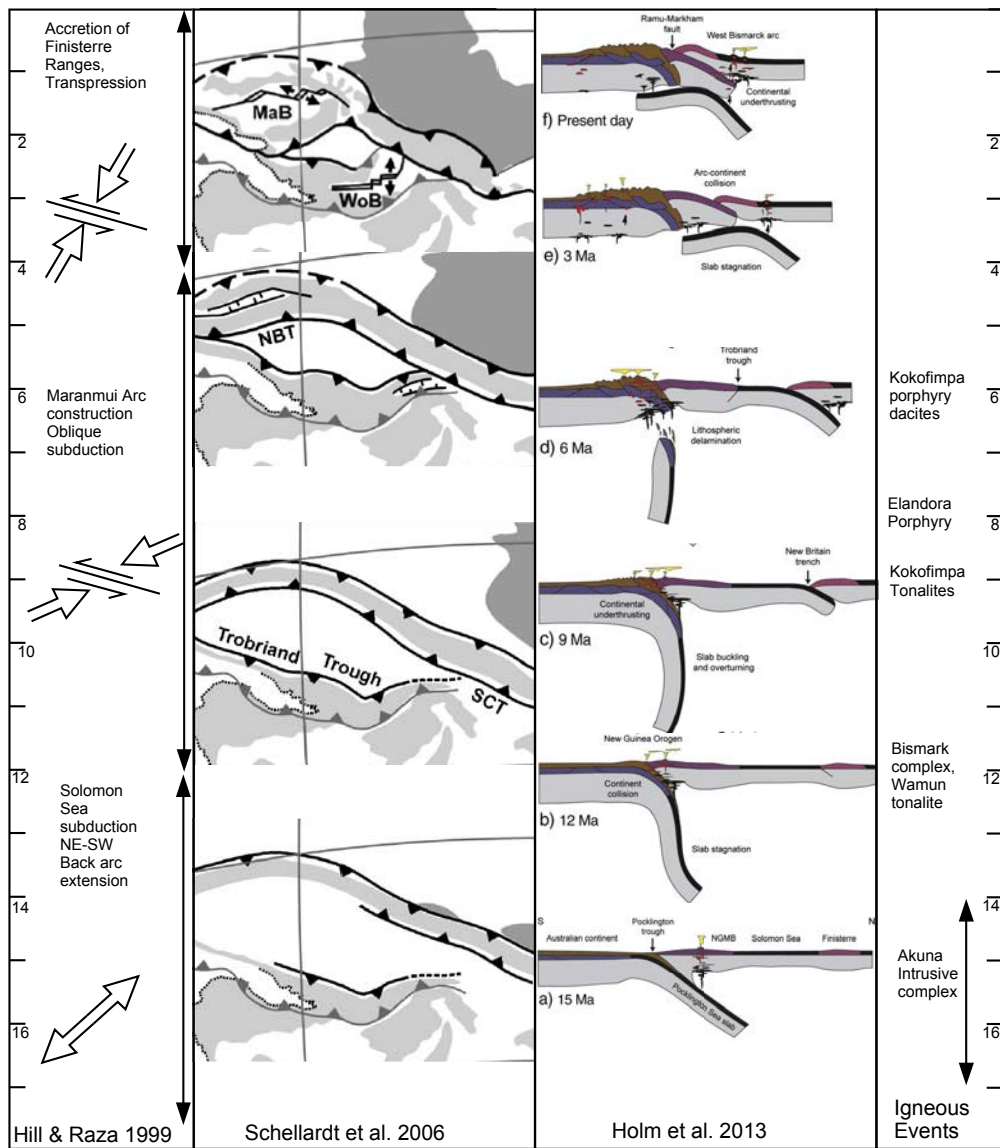 Accretion of
Finisterre
Ranges,
Transpression
2
4
Maranmui Arc
construction
Oblique
subduction
6
8
10
12
Solomon
Sea
subduction
NE-SW
Back arc
extension
14
16
Hill & Raza 1999
MaB
WoB
NBT
Trobriand Trough
SCT
Schellardt et al. 2006
Ramu-Markham
fault
West Bismarck arc
Continental
underthrusting
f) Present day
Arc-continent
collision
e) 3 Ma
Slab stagnation
Trobriand
trough
Lithospheric
delamination
d) 6 Ma
New Britain
trench
Continental
underthrusting
c) 9 Ma
Slab buckling
and overturning
New Guinea Orogen
Continent
collision
b) 12 Ma
Slab stagnation
S
N
Pocklington
trough
Australian continent
NGMB
Solomon Sea
Finisterre
a) 15 Ma
Pocklington Sea slab
Holm et al. 2013
2
4
Kokofimpa
porphyry
dacites
6
Elandora
Porphyry
8
Kokofimpa
Tonalites
10
Bismark
complex,
Wamun
tonalite
12
14
Akuna
Intrusive
complex
16
Igneous
Events